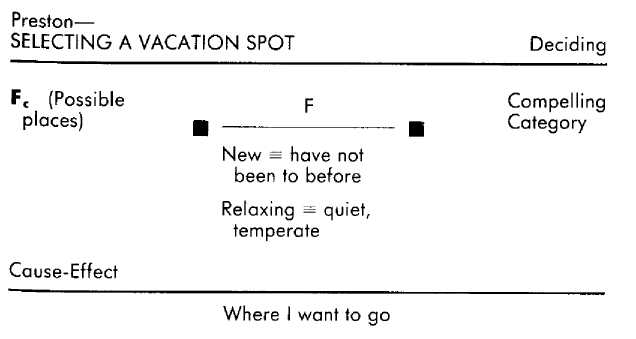 Preston—
SELECTING A VACATION SPOT
Deciding
Fc (Possible
places)
F
Compelling
Category
New ≡ have not
been to before
Relaxing ≡ quiet,
temperate
Cause-Effect
Where I want to go